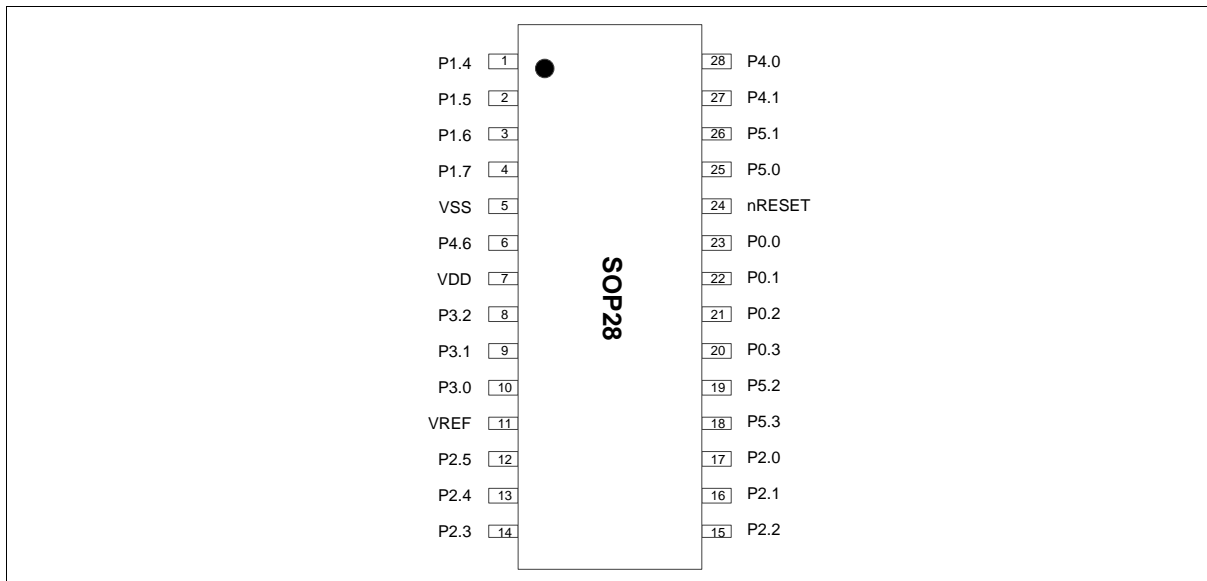 P1.4 1 28 P4.0
P1.5 2 27 P4.1
P1.6 3 26 P5.1
P1.7 4 25 P5.0
VSS 5 24 nRESET
P4.6 6 23 P0.0
VDD 7 22 P0.1
P3.2 8 21 P0.2
P3.1 9 20 P0.3
P3.0 10 19 P5.2
VREF 11 18 P5.3
P2.5 12 17 P2.0
P2.4 13 16 P2.1
P2.3 14 15 P2.2
SOP28